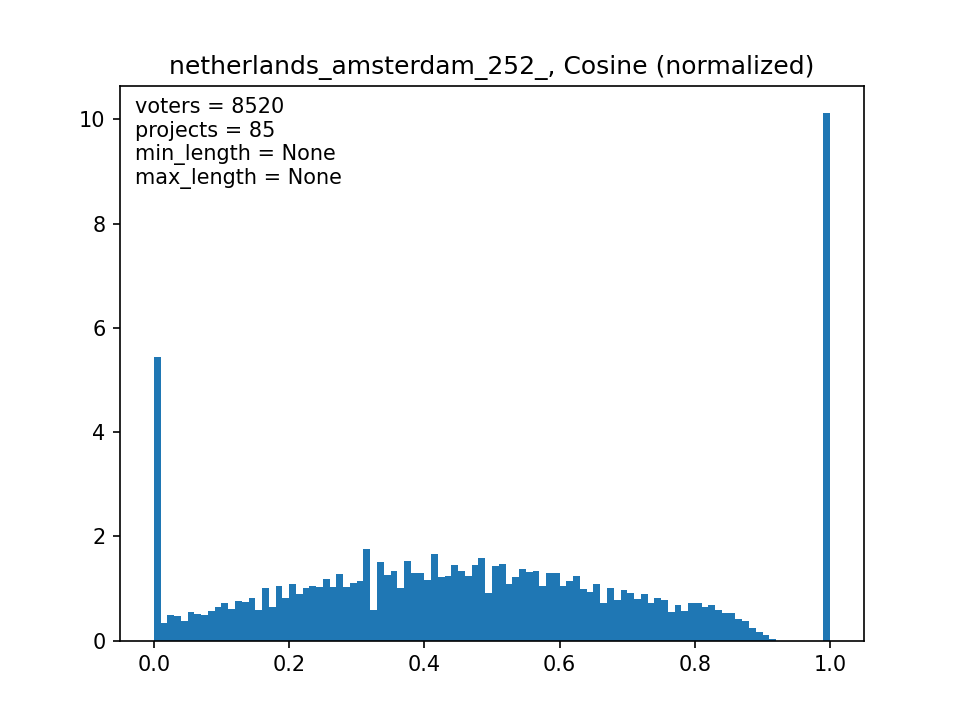 netherlands_amsterdam_252_, Cosine (normalized)
voters = 8520
projects = 85
min_length = None
max_length = None
10
8
6
4
2
0
0.0 0.2 0.4 0.6 0.8 1.0